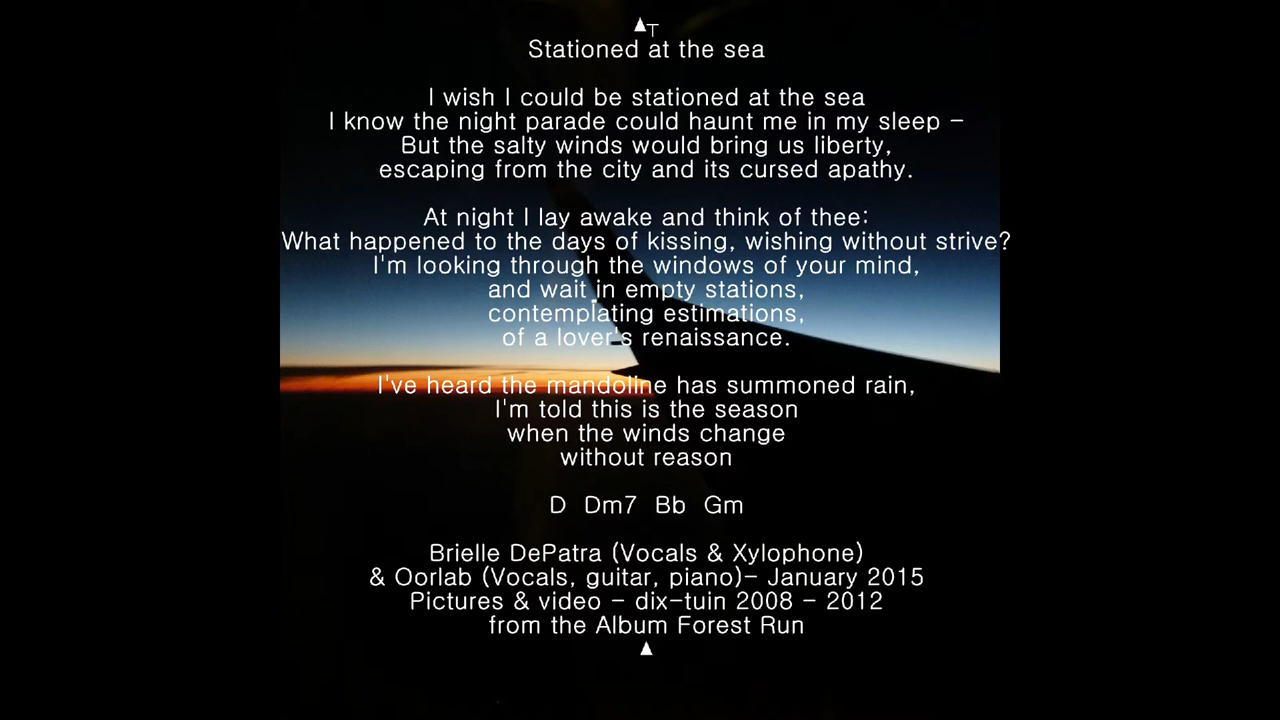 ▲┬
Stationed at the sea
I wish I could be stationed at the sea
I know the night parade could haunt me in my sleep -
But the salty winds would bring us liberty,
escaping from the city and its cursed apathy.
At night I lay awake and think of thee:
What happened to the days of kissing, wishing without strive?
I'm looking through the windows of your mind,
and wait in empty stations,
contemplating estimations,
of a lover's renaissance.
I've heard the mandoline has summoned rain,
I'm told this is the season
when the winds change
without reason
D Dm7 Bb Gm
Brielle DePatra (Vocals & Xylophone)
& Oorlab (Vocals, guitar, piano)- January 2015
Pictures & video - dix-tuin 2008 - 2012
from the Album Forest Run
▲